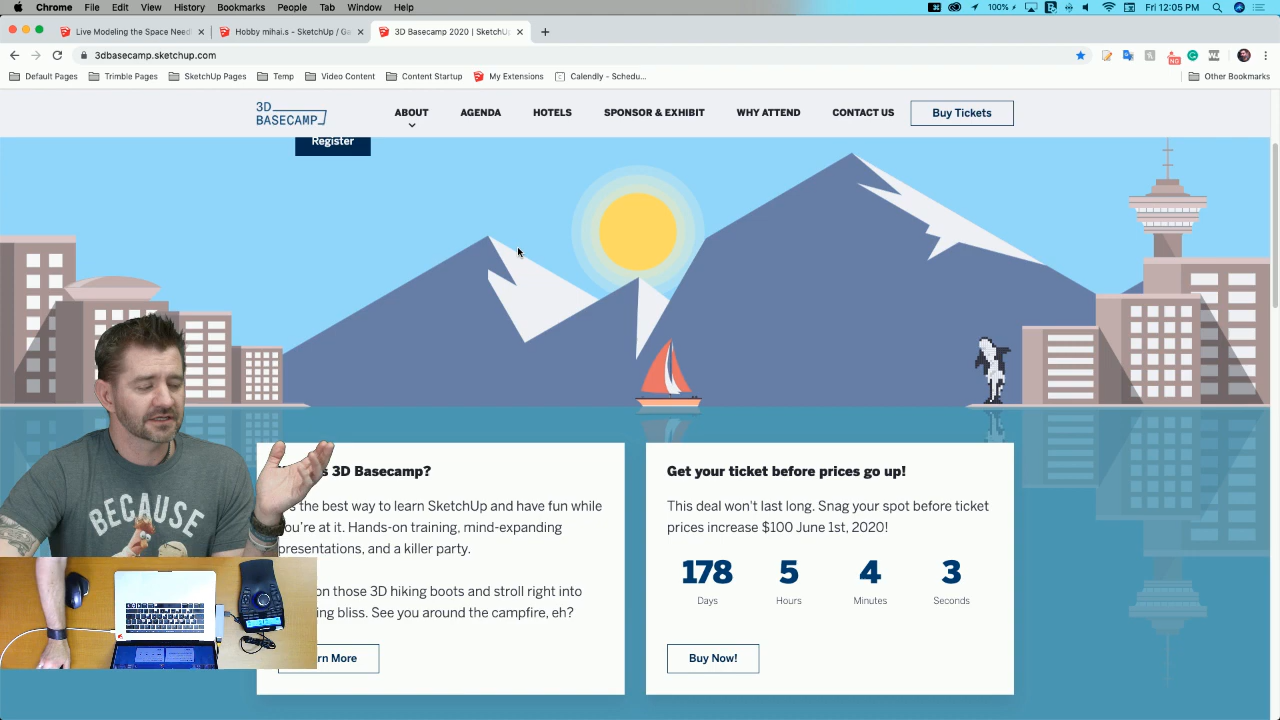 Chrome File Edit View History Bookmarks People Tab Window Help
100% Fri 12:05 PM
Live Modeling the Space Need
Hobby mihai.s - SketchUp / Ga
3D Basecamp 2020 | SketchU
3dbasecamp.sketchup.com
Default Pages Trimble Pages SketchUp Pages Temp Video Content Content Startup My Extensions Calendly - Schedu... Other Bookmarks
3D
BASECAMP
ABOUT AGENDA HOTELS SPONSOR & EXHIBIT WHY ATTEND CONTACT US Buy Tickets
Register
BECAUSE
3D Basecamp?
the best way to learn SketchUp and have fun while
you're at it. Hands-on training, mind-expanding
presentations, and a killer party.
on those 3D hiking boots and stroll right into
bliss. See you around the campfire, eh?
More
Get your ticket before prices go up!
This deal won't last long. Snag your spot before ticket
prices increase $100 June 1st, 2020!
178 5 4 3
Days Hours Minutes Seconds
Buy Now!